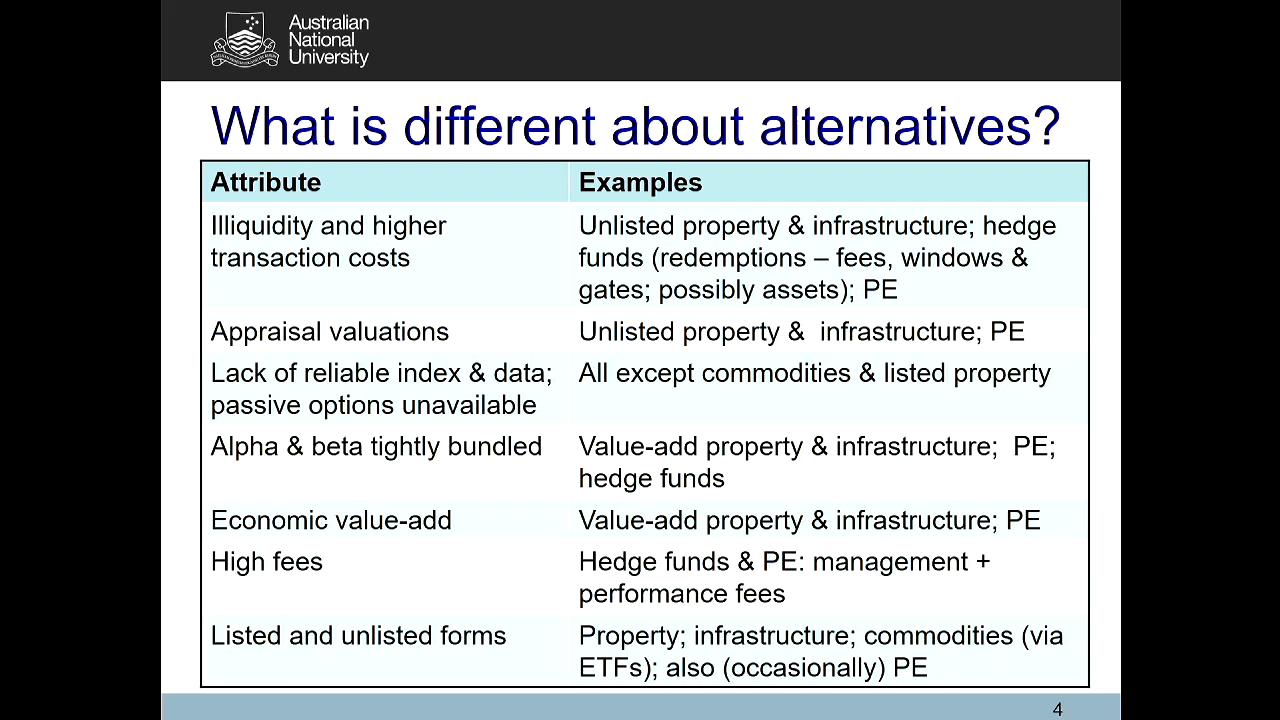 Australian
National
University
What is different about alternatives?
Attribute
Examples
Illiquidity and higher
transaction costs
Unlisted property & infrastructure; hedge
funds (redemptions – fees, windows &
gates; possibly assets); PE
Appraisal valuations
Unlisted property &  infrastructure; PE
Lack of reliable index & data;
passive options unavailable
All except commodities & listed property
Alpha & beta tightly bundled
Value-add property & infrastructure;  PE;
hedge funds
Economic value-add
Value-add property & infrastructure; PE
High fees
Hedge funds & PE: management +
performance fees
Listed and unlisted forms
Property; infrastructure; commodities (via
ETFs); also (occasionally) PE
4